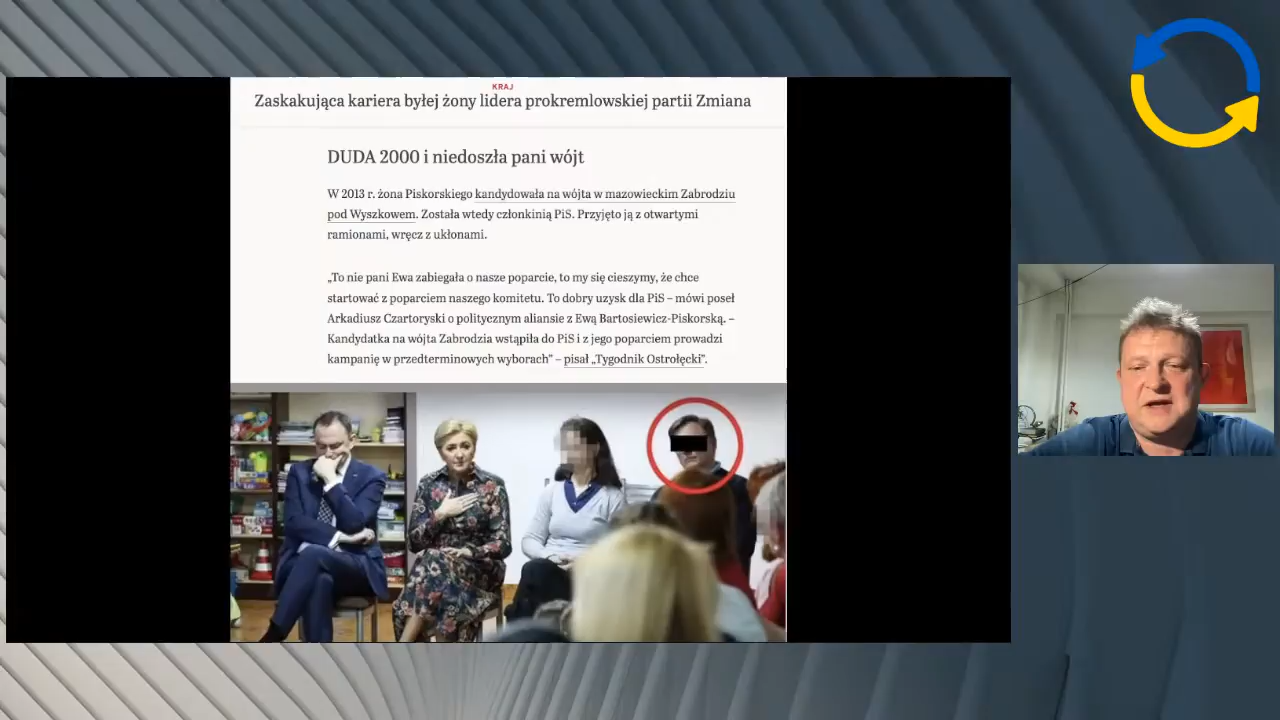 KRAJ
Zaskakująca kariera byłej żony lidera prokremlowskiej partii Zmiana
DUDA 2000 i niedoszła pani wójt
W 2013 r. żona Piskorskiego kandydowała na wójta w mazowieckim Zabrodziu
pod Wyszkowem. Została wtedy członkinią PiS. Przyjęto ją z otwartymi
ramionami, wręcz z ukłonami.
„To nie pani Ewa zabiegała o nasze poparcie, to my się cieszymy, że chce
startować z poparciem naszego komitetu. To dobry uzysk dla PiS – mówi poseł
Arkadiusz Czartoryski o politycznym aliansie z Ewą Bartosiewicz-Piskorską. –
Kandydatka na wójta Zabrodzia wstąpiła do PiS i z jego poparciem prowadzi
kampanię w przedterminowych wyborach” – pisał „Tygodnik Ostrołęcki”.